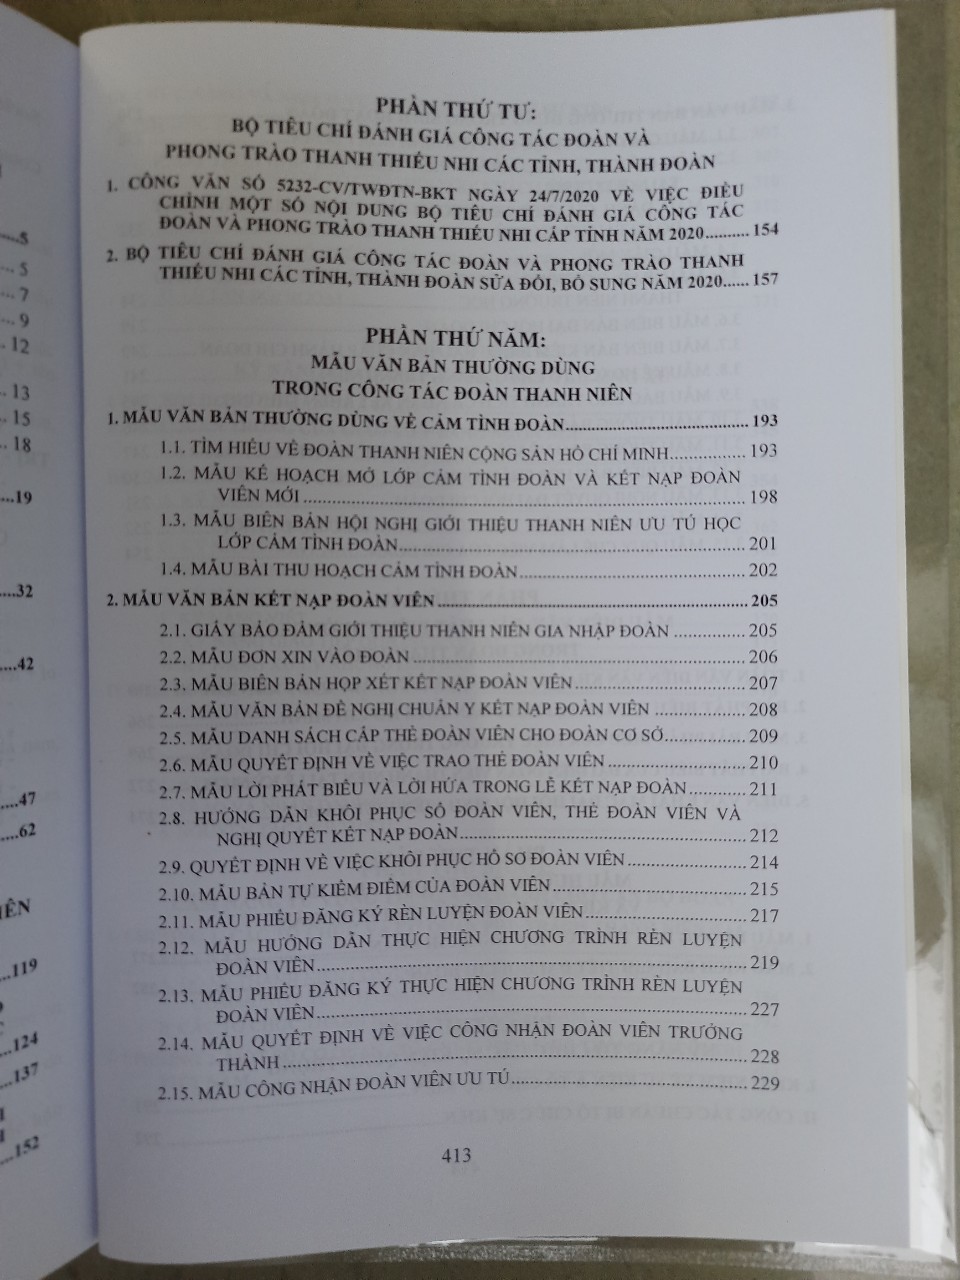 PHẦN THỨ TƯ:
BỘ TIÊU CHÍ ĐÁNH GIÁ CÔNG TÁC ĐOÀN VÀ
PHONG TRÀO THANH THIẾU NHI CÁC TỈNH, THÀNH ĐOÀN
1. CÔNG VĂN SỐ 5232-CV/TWĐTN-BKT NGÀY 24/7/2020 VỀ VIỆC ĐIỀU
CHỈNH MỘT SỐ NỘI DUNG BỘ TIÊU CHÍ ĐÁNH GIÁ CÔNG TÁC
ĐOÀN VÀ PHONG TRÀO THANH THIẾU NHI CẤP TỈNH NĂM 2020.......... 154
2. BỘ TIÊU CHÍ ĐÁNH GIÁ CÔNG TÁC ĐOÀN VÀ PHONG TRÀO THANH
THIẾU NHI CÁC TỈNH, THÀNH ĐOÀN SỬA ĐỔI, BỔ SUNG NĂM 2020...... 157
PHẦN THỨ NĂM:
MẪU VĂN BẢN THƯỜNG DÙNG
TRONG CÔNG TÁC ĐOÀN THANH NIÊN
1. MẪU VĂN BẢN THƯỜNG DÙNG VỀ CẢM TÌNH ĐOÀN.................................... 193
1.1. TÌM HIỂU VỀ ĐOÀN THANH NIÊN CỘNG SẢN HỒ CHÍ MINH............... 193
1.2. MẪU KẾ HOẠCH MỞ LỚP CẢM TÌNH ĐOÀN VÀ KẾT NẠP ĐOÀN
VIÊN MỚI ........................................................ 198
1.3. MẪU BIÊN BẢN HỘI NGHỊ GIỚI THIỆU THANH NIÊN ƯU TÚ HỌC
LỚP CẢM TÌNH ĐOÀN........................................ 201
1.4. MẪU BÀI THU HOẠCH CẢM TÌNH ĐOÀN.............................. 202
2. MẪU VĂN BẢN KẾT NẠP ĐOÀN VIÊN ........................................ 205
2.1. GIẤY BẢO ĐẢM GIỚI THIỆU THANH NIÊN GIA NHẬP ĐOÀN ............. 205
2.2. MẪU ĐƠN XIN VÀO ĐOÀN .............................................. 206
2.3. MẪU BIÊN BẢN HỌP XÉT KẾT NẠP ĐOÀN VIÊN ...................... 207
2.4. MẪU VĂN BẢN ĐỀ NGHỊ CHUẨN Y KẾT NẠP ĐOÀN VIÊN .............. 208
2.5. MẪU DANH SÁCH CẤP THẺ ĐOÀN VIÊN CHO ĐOÀN CƠ SỞ............. 209
2.6. MẪU QUYẾT ĐỊNH VỀ VIỆC TRAO THẺ ĐOÀN VIÊN .................. 210
2.7. MẪU LỜI PHÁT BIỂU VÀ LỜI HỨA TRONG LỄ KẾT NẠP ĐOÀN .......... 211
2.8. HƯỚNG DẪN KHÔI PHỤC SỔ ĐOÀN VIÊN, THẺ ĐOÀN VIÊN VÀ
NGHỊ QUYẾT KẾT NẠP ĐOÀN........................................ 212
2.9. QUYẾT ĐỊNH VỀ VIỆC KHÔI PHỤC HỒ SƠ ĐOÀN VIÊN .................. 214
2.10. MẪU BẢN TỰ KIỂM ĐIỂM CỦA ĐOÀN VIÊN............................ 215
2.11. MẪU PHIẾU ĐĂNG KÝ RÈN LUYỆN ĐOÀN VIÊN....................... 217
2.12. MẪU HƯỚNG DẪN THỰC HIỆN CHƯƠNG TRÌNH RÈN LUYỆN
ĐOÀN VIÊN........................................................ 219
2.13. MẪU PHIẾU ĐĂNG KÝ THỰC HIỆN CHƯƠNG TRÌNH RÈN LUYỆN
ĐOÀN VIÊN........................................................ 227
2.14. MẪU QUYẾT ĐỊNH VỀ VIỆC CÔNG NHẬN ĐOÀN VIÊN TRƯỞNG
THÀNH ........................................................... 228
2.15. MẪU CÔNG NHẬN ĐOÀN VIÊN ƯU TÚ................................. 229
413
.....5
... 5
... 7
... 9
.. 12
.. 13
.. 15
.. 18
....19
....32
....42
....47
....62
...119
...124
...137
...152